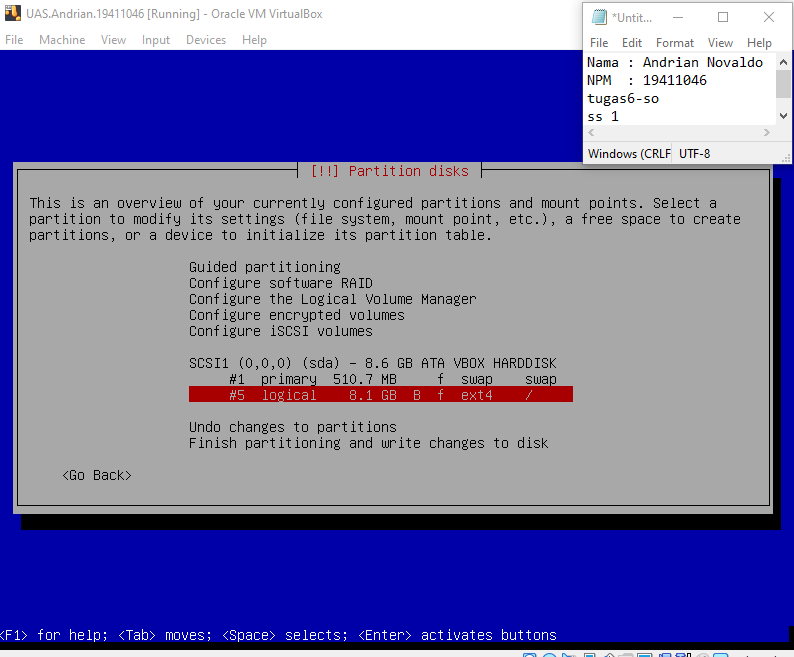 UAS.Andrian.19411046 [Running] - Oracle VM VirtualBox
File Machine View Input Devices Help
*Untit...
File Edit Format View Help
Nama : Andrian Novaldo
NPM  : 19411046
tugas6-so
ss 1
Windows (CRLF UTF-8
[!!] Partition disks
This is an overview of your currently configured partitions and mount points. Select a
partition to modify its settings (file system, mount point, etc.), a free space to create
partitions, or a device to initialize its partition table.
Guided partitioning
Configure software RAID
Configure the Logical Volume Manager
Configure encrypted volumes
Configure iSCSI volumes
SCSI1 (0,0,0) (sda) - 8.6 GB ATA VBOX HARDDISK
#1 primary 510.7 MB f swap swap
#5 logical 8.1 GB B f ext4 /
Undo changes to partitions
Finish partitioning and write changes to disk
<Go Back>
<F1> for help; <Tab> moves; <Space> selects; <Enter> activates buttons